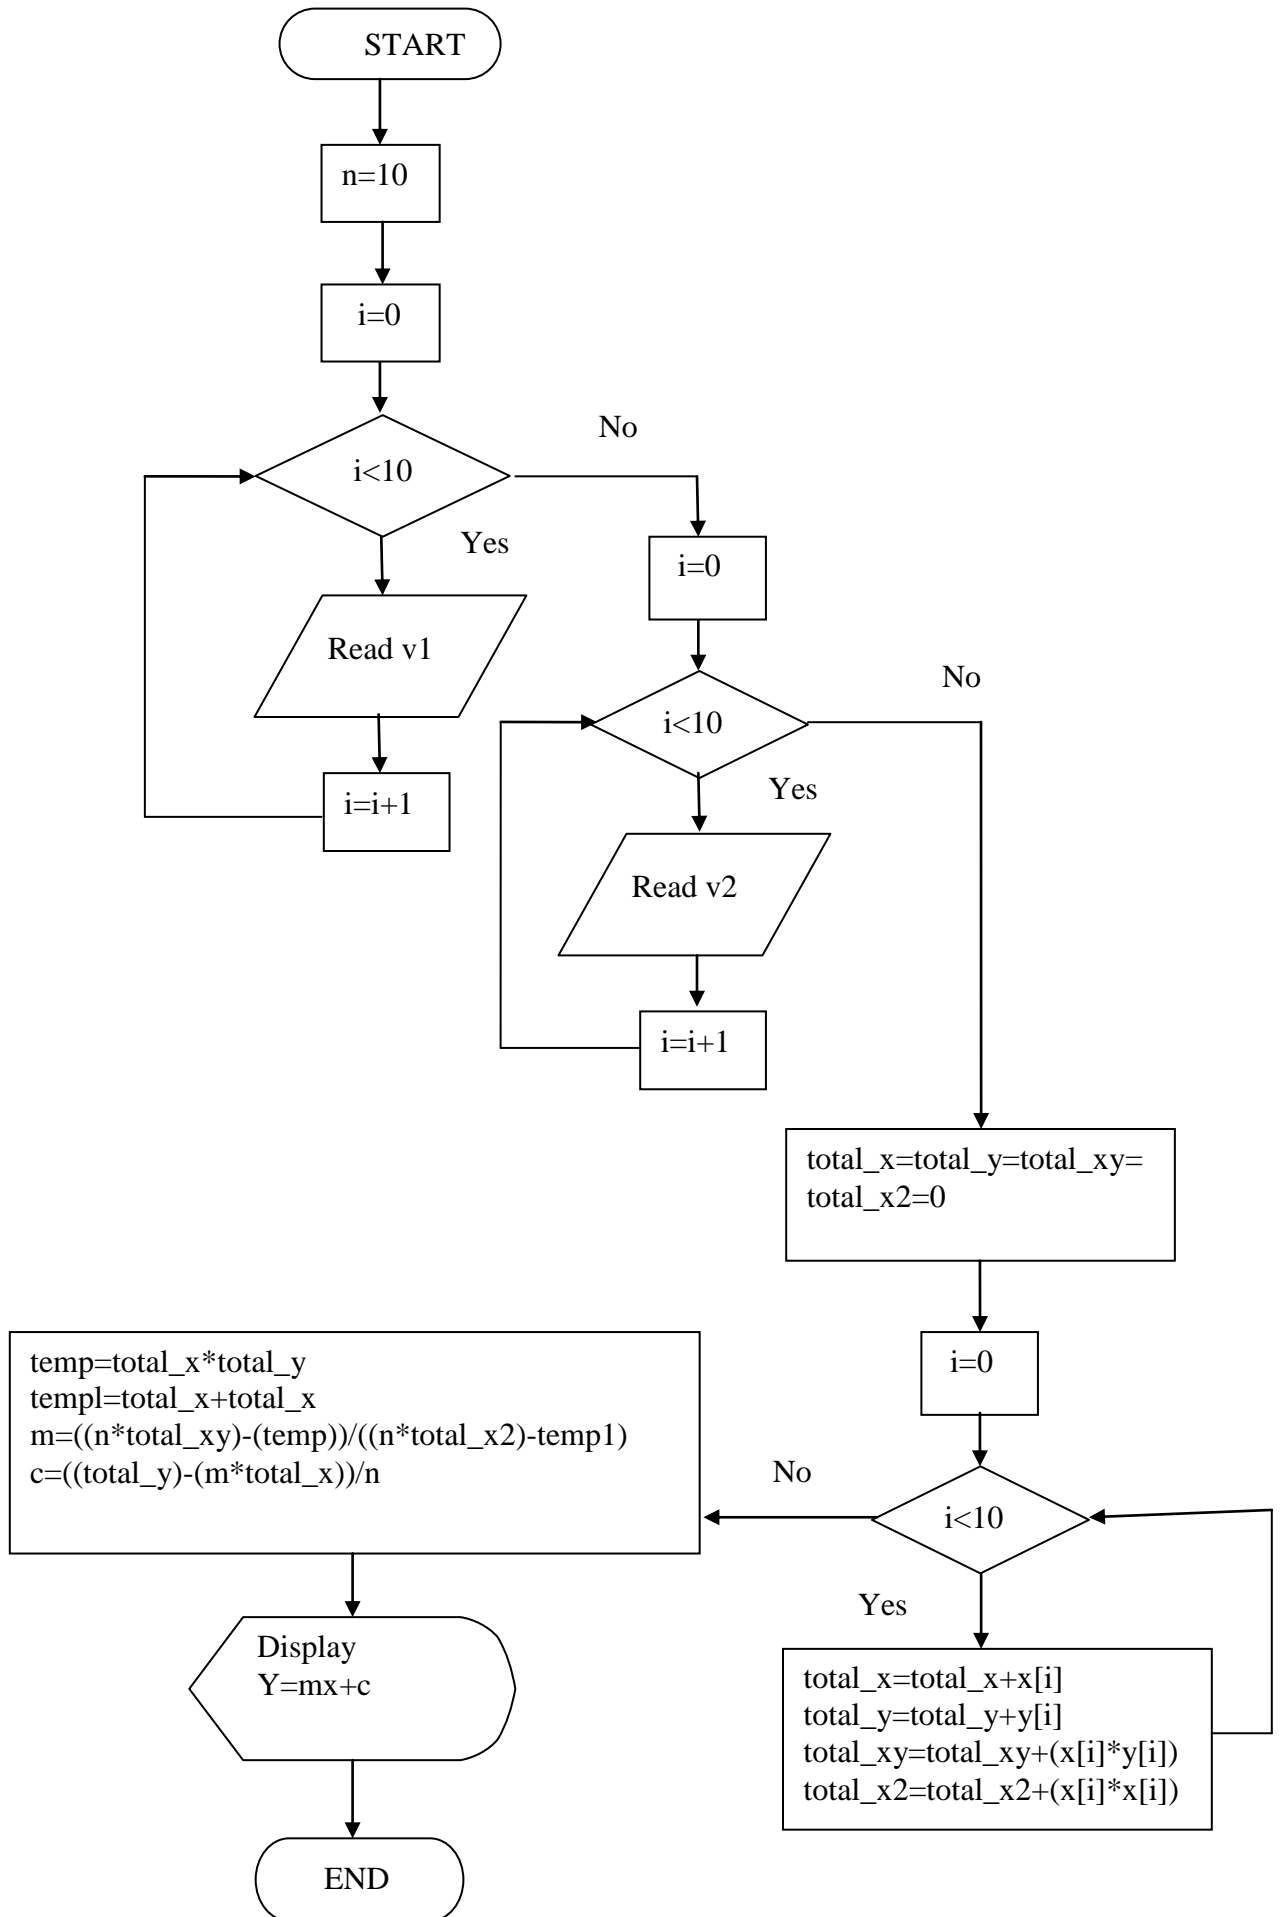 START
n=10
i=0
i<10
No
Yes
Read v1
i=i+1
i=0
i<10
No
Yes
Read v2
i=i+1
total_x=total_y=total_xy=
total_x2=0
i=0
i<10
No
Yes
total_x=total_x+x[i]
total_y=total_y+y[i]
total_xy=total_xy+(x[i]*y[i])
total_x2=total_x2+(x[i]*x[i])
temp=total_x*total_y
templ=total_x+total_x
m=((n*total_xy)-(temp))/((n*total_x2)-temp1)
c=((total_y)-(m*total_x))/n
Display
Y=mx+c
END